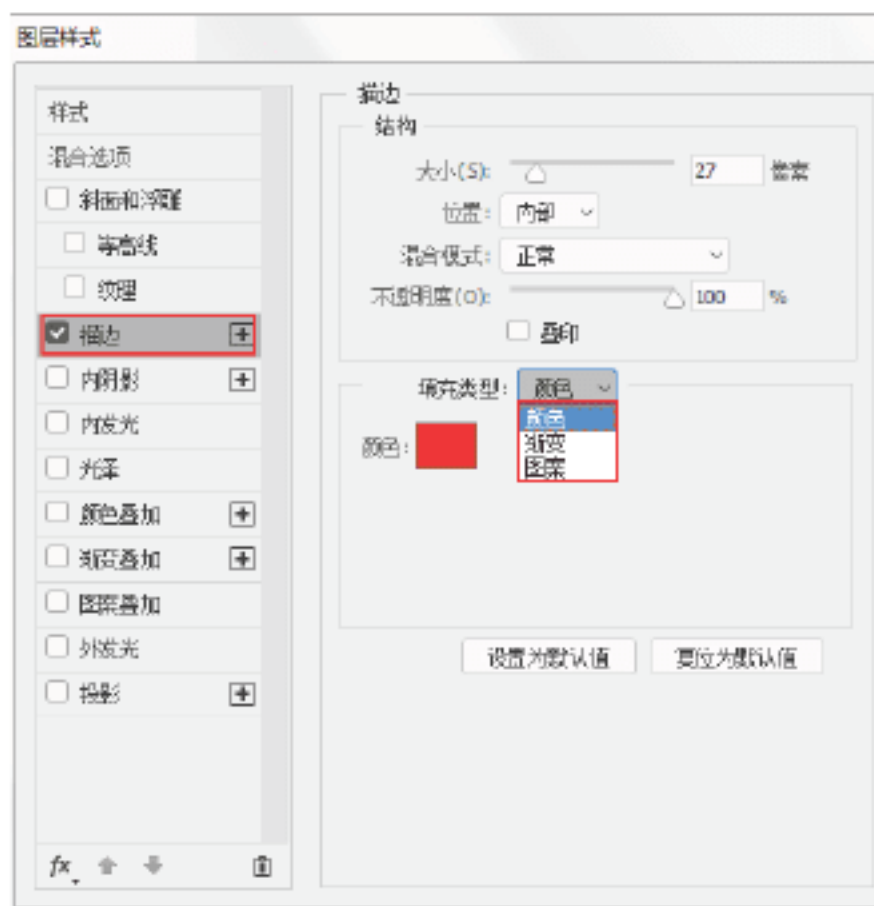 图层样式
样式
混合选项
斜面和浮雕
等高线
纹理
描边
内阴影
内发光
光泽
颜色叠加
渐变叠加
图案叠加
外发光
投影
fx
描边
结构
大小(S): 27 像素
位置: 内部
混合模式: 正常
不透明度(O): 100 %
叠印
填充类型: 颜色
颜色
渐变
图案
颜色:
设置为默认值 复位为默认值